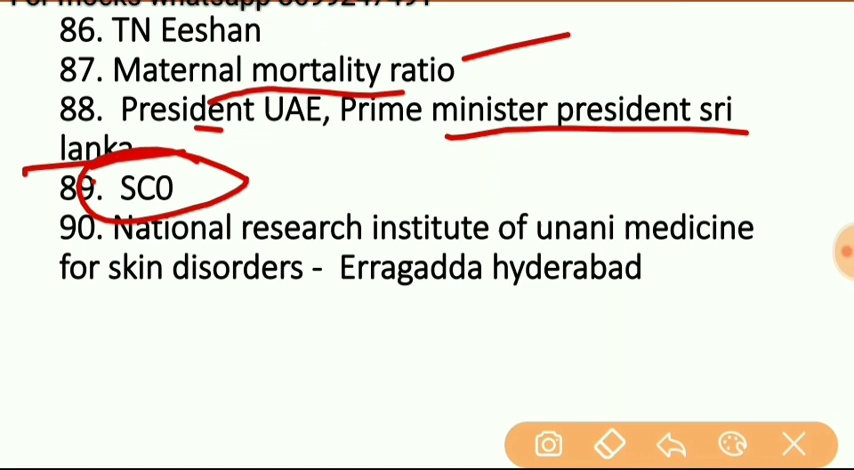 86. TN Eeshan
87. Maternal mortality ratio
88. President UAE, Prime minister president sri
lanka
89. SC0
90. National research institute of unani medicine
for skin disorders - Erragadda hyderabad